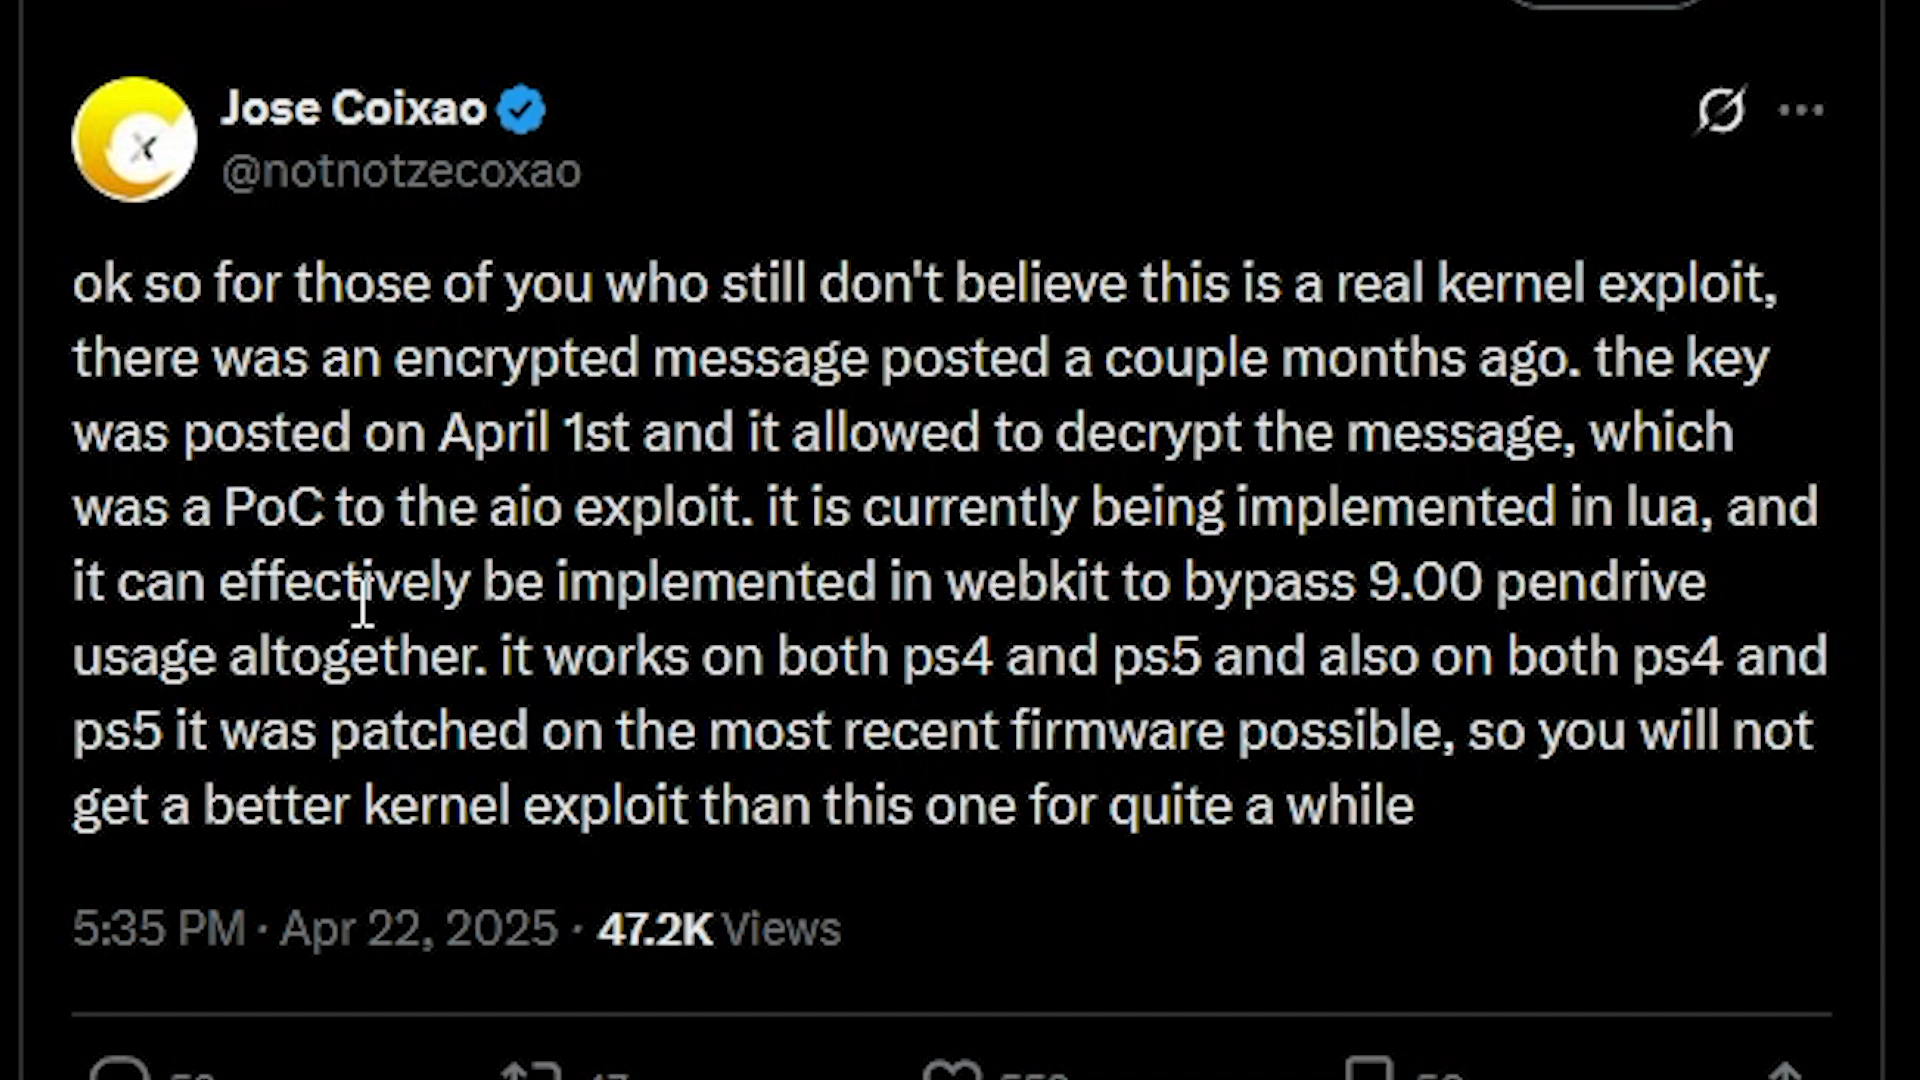 Jose Coixao
@notnotzecoxao
ok so for those of you who still don't believe this is a real kernel exploit,
there was an encrypted message posted a couple months ago. the key
was posted on April 1st and it allowed to decrypt the message, which
was a PoC to the aio exploit. it is currently being implemented in lua, and
it can effectively be implemented in webkit to bypass 9.00 pendrive
usage altogether. it works on both ps4 and ps5 and also on both ps4 and
ps5 it was patched on the most recent firmware possible, so you will not
get a better kernel exploit than this one for quite a while
5:35 PM · Apr 22, 2025 · 47.2K Views